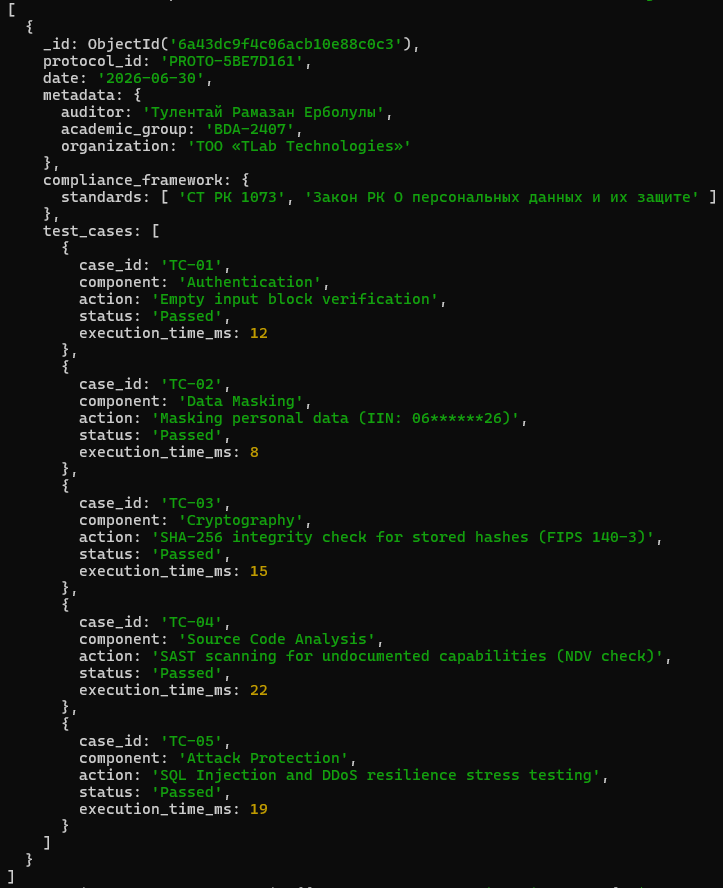 [
  {
    _id: ObjectId('6a43dc9f4c06acb10e88c0c3'),
    protocol_id: 'PROTO-5BE7D161',
    date: '2026-06-30',
    metadata: {
      auditor: 'Тулентай Рамазан Ерболулы',
      academic_group: 'BDA-2407',
      organization: 'ТОО «TLab Technologies»'
    },
    compliance_framework: {
      standards: [ 'СТ РК 1073', 'Закон РК О персональных данных и их защите' ]
    },
    test_cases: [
      {
        case_id: 'TC-01',
        component: 'Authentication',
        action: 'Empty input block verification',
        status: 'Passed',
        execution_time_ms: 12
      },
      {
        case_id: 'TC-02',
        component: 'Data Masking',
        action: 'Masking personal data (IIN: 06******26)',
        status: 'Passed',
        execution_time_ms: 8
      },
      {
        case_id: 'TC-03',
        component: 'Cryptography',
        action: 'SHA-256 integrity check for stored hashes (FIPS 140-3)',
        status: 'Passed',
        execution_time_ms: 15
      },
      {
        case_id: 'TC-04',
        component: 'Source Code Analysis',
        action: 'SAST scanning for undocumented capabilities (NDV check)',
        status: 'Passed',
        execution_time_ms: 22
      },
      {
        case_id: 'TC-05',
        component: 'Attack Protection',
        action: 'SQL Injection and DDoS resilience stress testing',
        status: 'Passed',
        execution_time_ms: 19
      }
    ]
  }
]